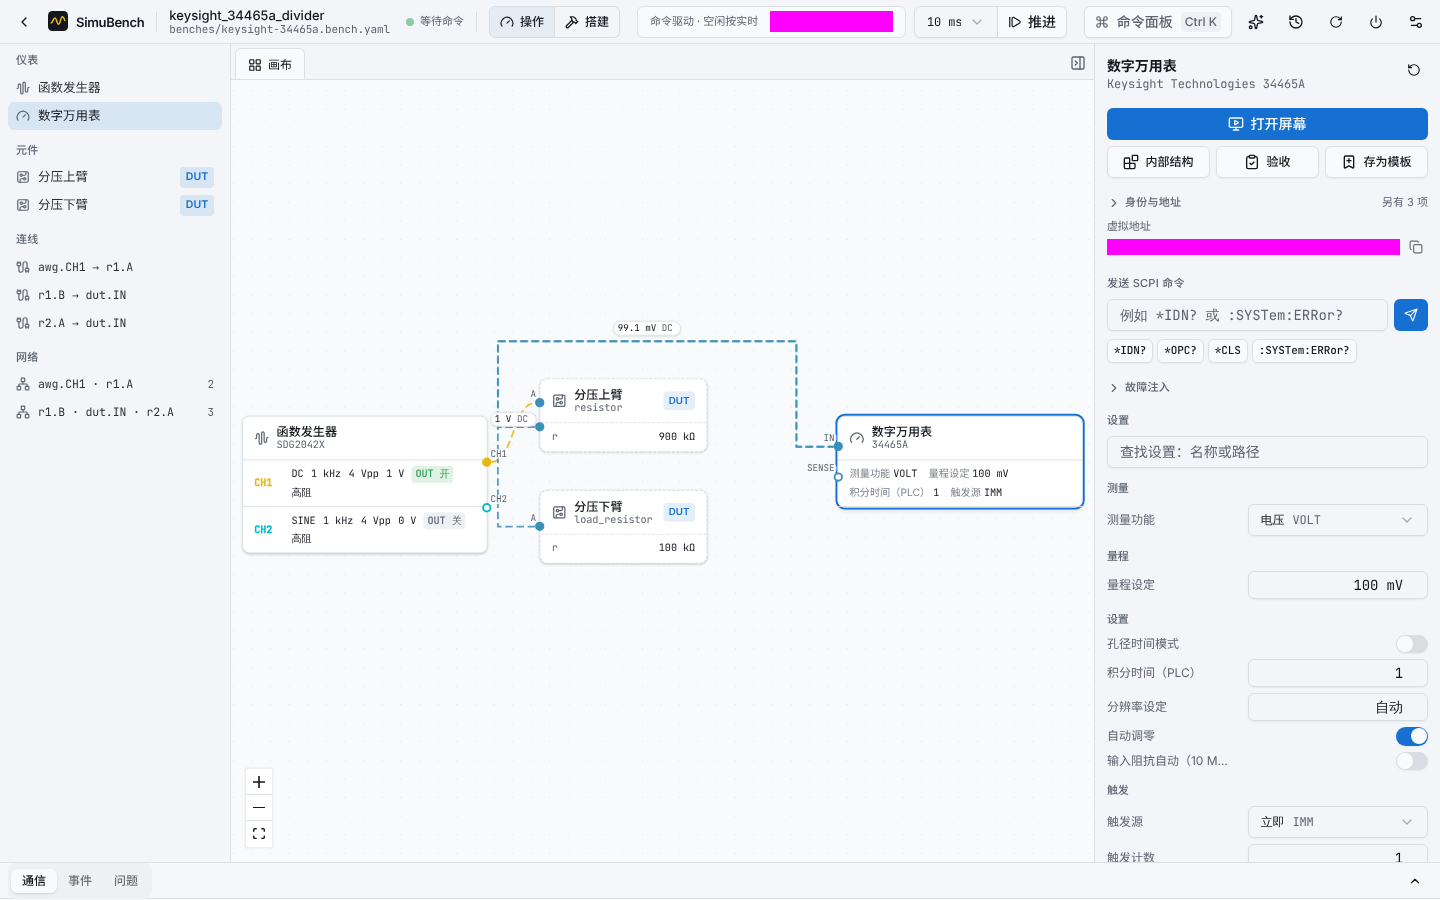 SimuBench
keysight_34465a_divider
benches/keysight-34465a.bench.yaml
等待命令
操作
搭建
命令驱动 · 空闲按实时
10 ms
推进
命令面板 Ctrl K
仪表
函数发生器
数字万用表
元件
分压上臂 DUT
分压下臂 DUT
连线
awg.CH1 → r1.A
r1.B → dut.IN
r2.A → dut.IN
网络
awg.CH1 · r1.A 2
r1.B · dut.IN · r2.A 3
画布
99.1 mV DC
A
分压上臂
resistor
DUT
r 900 kΩ
1 V DC
函数发生器
SDG2042X
CH1
CH1
DC 1 kHz 4 Vpp 1 V OUT 开
高阻
CH2
CH2
SINE 1 kHz 4 Vpp 0 V OUT 关
高阻
A
分压下臂
load_resistor
DUT
r 100 kΩ
IN
SENSE
数字万用表
34465A
测量功能 VOLT 量程设定 100 mV
积分时间（PLC） 1 触发源 IMM
数字万用表
Keysight Technologies 34465A
打开屏幕
内部结构
验收
存为模板
身份与地址 另有 3 项
虚拟地址
发送 SCPI 命令
例如 *IDN? 或 :SYSTem:ERRor?
*IDN?
*OPC?
*CLS
:SYSTem:ERRor?
故障注入
设置
查找设置：名称或路径
测量
测量功能 电压 VOLT
量程
量程设定 100 mV
设置
孔径时间模式
积分时间（PLC） 1
分辨率设定 自动
自动调零
输入阻抗自动（10 M...
触发
触发源 立即 IMM
触发计数 1
通信
事件
问题